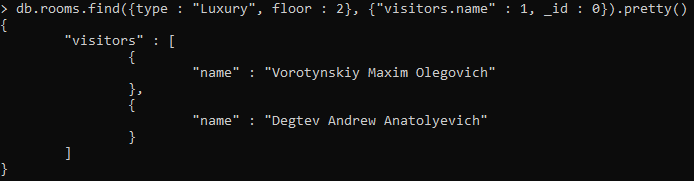 > db.rooms.find({type : "Luxury", floor : 2}, {"visitors.name" : 1, _id : 0}).pretty()
{
        "visitors" : [
                {
                        "name" : "Vorotynskiy Maxim Olegovich"
                },
                {
                        "name" : "Degtev Andrew Anatolyevich"
                }
        ]
}